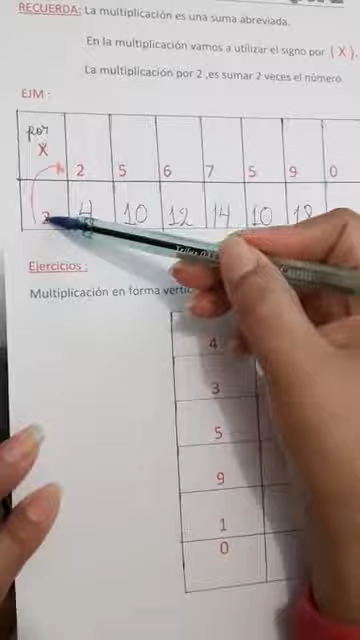 RECUERDA: La multiplicación es una suma abreviada.
En la multiplicación vamos a utilizar el signo por ( X ).
La multiplicación por 2 ,es sumar 2 veces el número.
EJM :
por
X 2 5 6 7 5 9 0
2 4 10 12 14 10 18
Ejercicios :
Multiplicación en forma
4
3
5
9
1
0